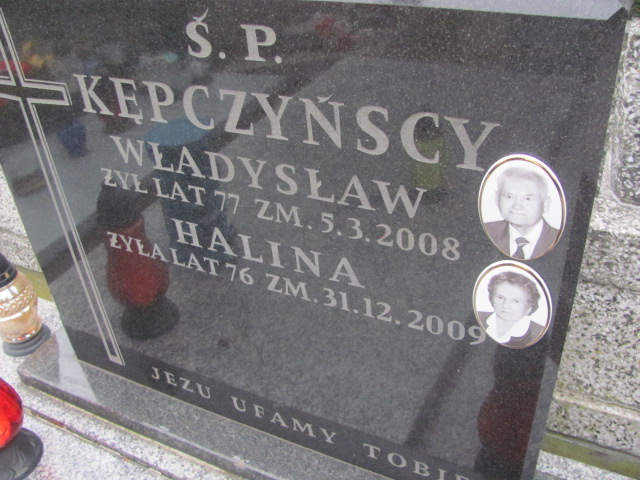 Ś. P.
KĘPCZYŃSCY
WŁADYSŁAW
ŻYŁ LAT 77 ZM. 5.3.2008
HALINA
ŻYŁA LAT 76 ZM. 31.12.2009
JEZU UFAMY TOBIE